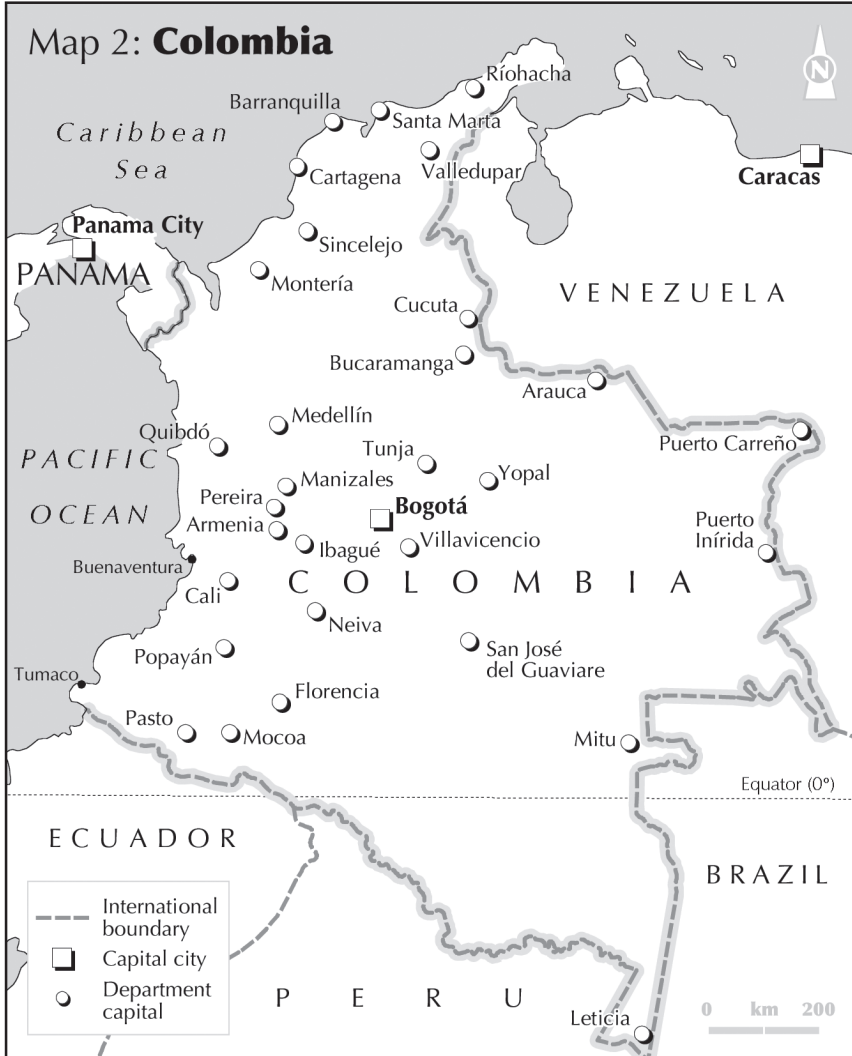 Map 2: Colombia
N
Ríohacha
Barranquilla
Santa Marta
Caribbean
Sea
Valledupar
Cartagena
Caracas
Panama City
Sincelejo
PANAMA
Montería
VENEZUELA
Cucuta
Bucaramanga
Arauca
Medellín
Quibdó
Puerto Carreño
Tunja
PACIFIC
OCEAN
Yopal
Manizales
Pereira
Bogotá
Armenia
Puerto
Inírida
Ibagué
Villavicencio
Buenaventura
COLOMBIA
Cali
Neiva
Popayán
San José
del Guaviare
Tumaco
Florencia
Pasto
Mocoa
Mitu
Equator (0°)
ECUADOR
BRAZIL
International
boundary
Capital city
Department
capital
PERU
0 km 200
Leticia